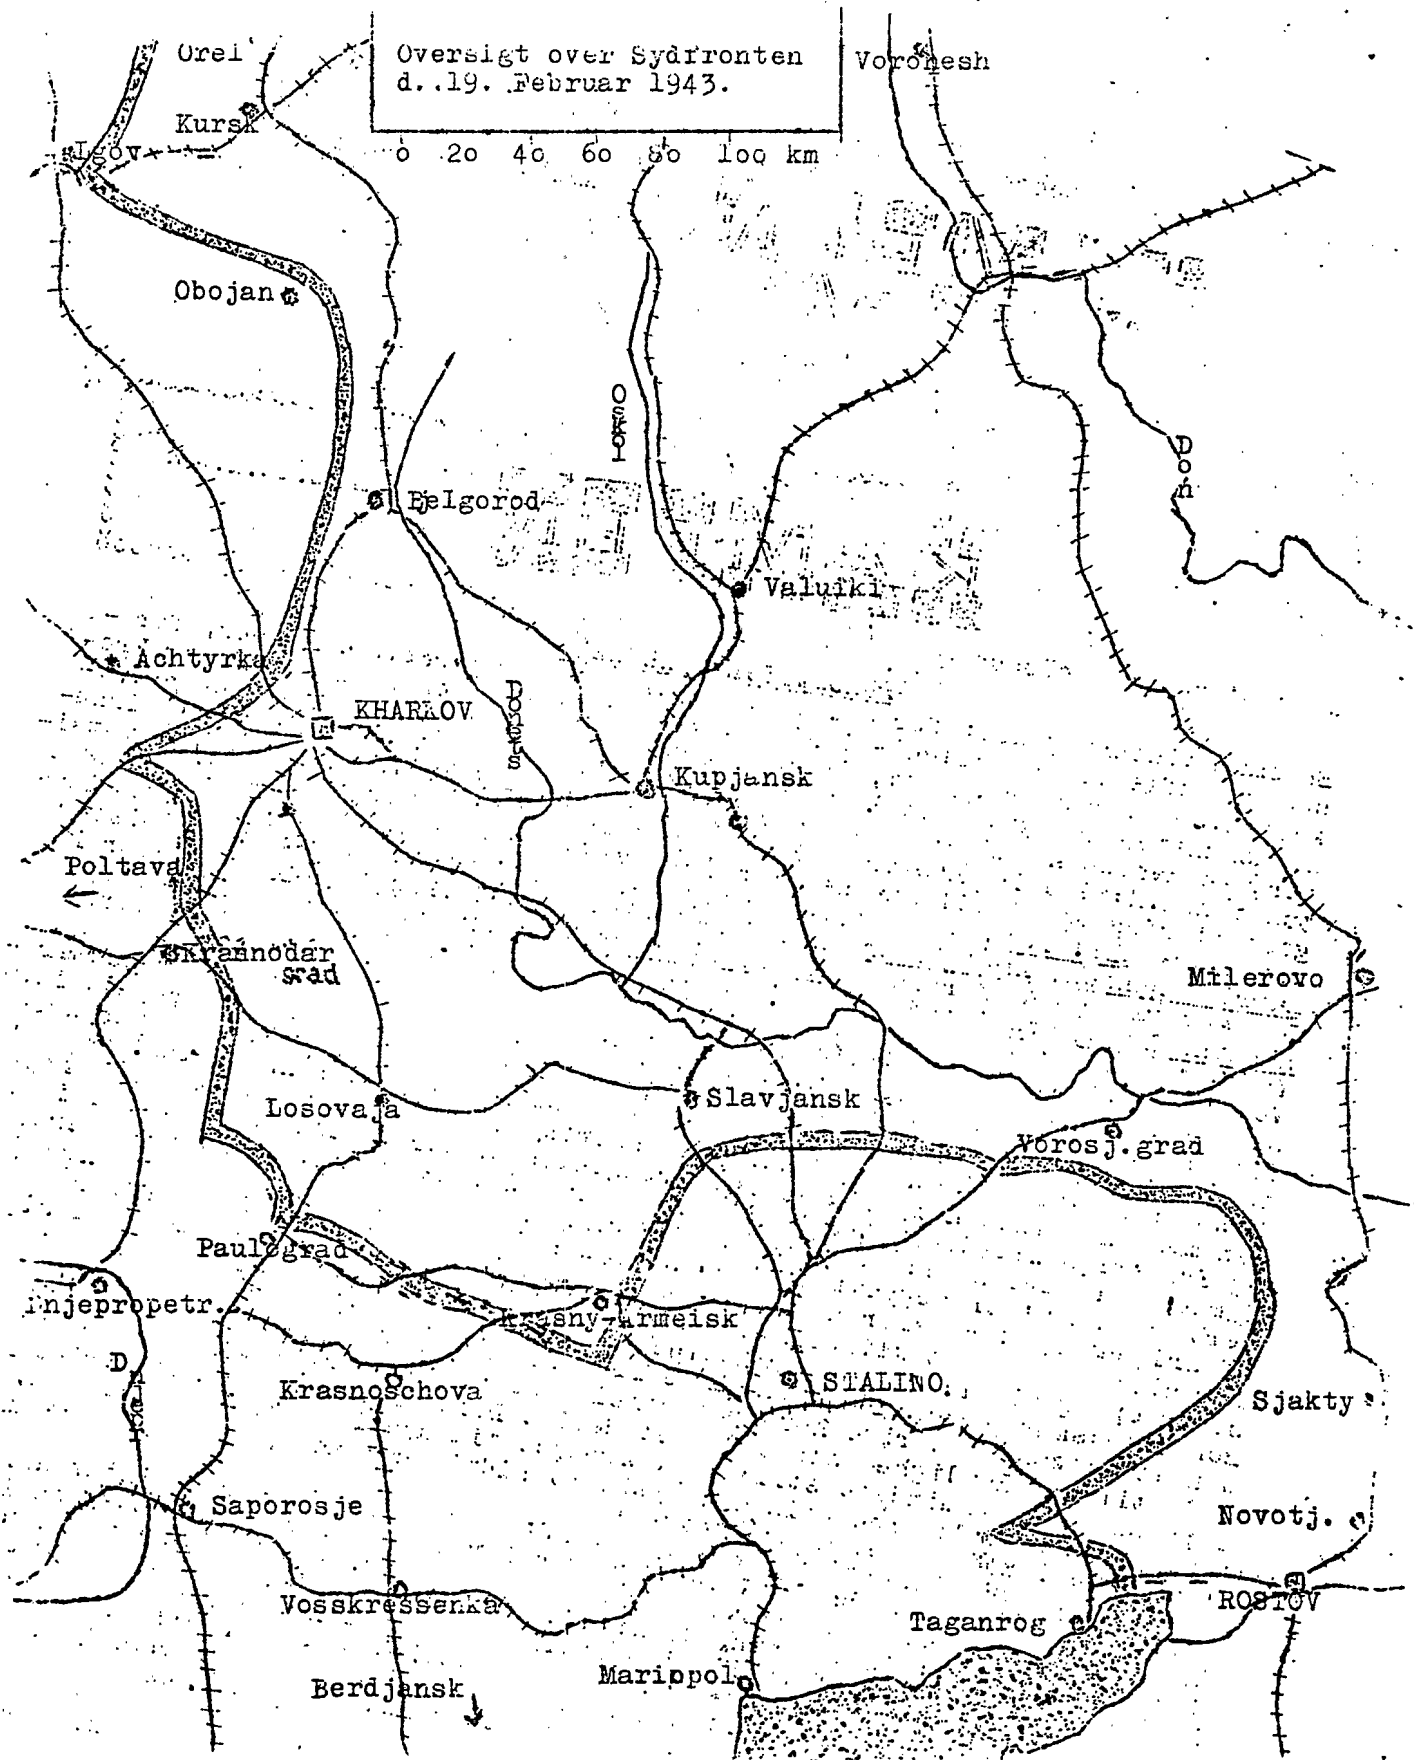 Orel
Oversigt over Sydfronten
d. .19. Februar 1943.
Voronesh
Kursk
Lgov
0 20 40 60 80 100 km
Obojan
Oskol
Don
Bjelgorod
Valuiki
Achtyrka
KHARKOV
Donets
Kupjansk
Poltava
Krasnodar
grad
Milerovo
Losovaja
Slavjansk
Vorosj.grad
Paulograd
Dnjepropetr.
Krasny-Armeisk
Krasnoschova
STALINO.
Sjakty
Saporosje
Novotj.
Vosskressenka
ROSTOV
Taganrog
Berdjansk
Marioppol